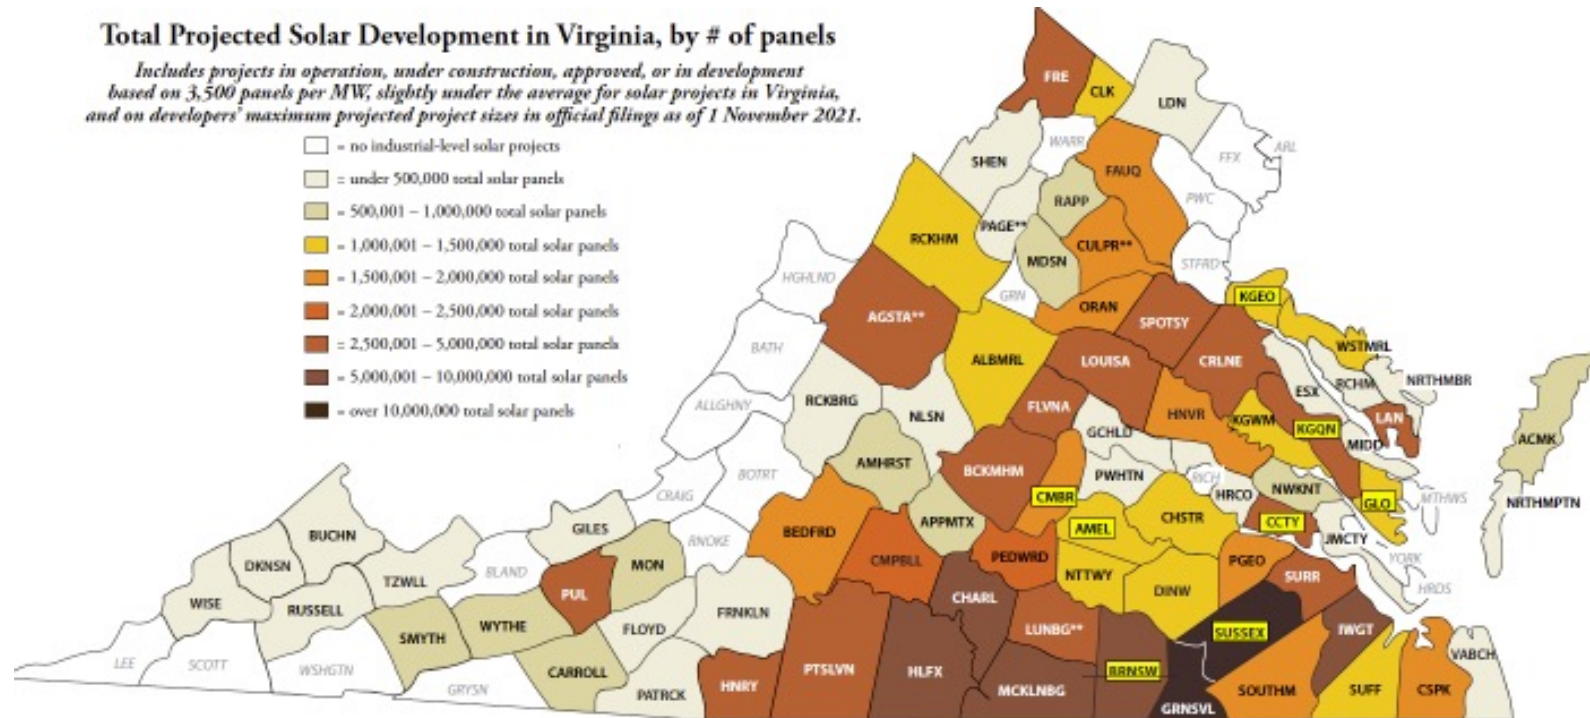 Total Projected Solar Development in Virginia, by # of panels
Includes projects in operation, under construction, approved, or in development
based on 3,500 panels per MW, slightly under the average for solar projects in Virginia,
and on developers' maximum projected project sizes in official filings as of 1 November 2021.
= no industrial-level solar projects
= under 500,000 total solar panels
= 500,001 – 1,000,000 total solar panels
= 1,000,001 – 1,500,000 total solar panels
= 1,500,001 – 2,000,000 total solar panels
= 2,000,001 – 2,500,000 total solar panels
= 2,500,001 – 5,000,000 total solar panels
= 5,000,001 – 10,000,000 total solar panels
= over 10,000,000 total solar panels
FRE
CLK
LDN
WARR
FFX
ARL
SHEN
FAUQ
RAPP
PWC
PAGE**
RCKHM
CULPR**
MDSN
STFRD
HGHLND
GRN
KGEO
ORAN
AGSTA**
SPOTSY
BATH
ALBMRL
LOUISA
CRLNE
WSTMRL
RCHM
NRTHMBR
ESX
ALLGHNY
RCKBRG
NLSN
FLVNA
HNVR
KGWM
KGQN
LAN
GCHLD
MIDD
ACMK
AMHRST
BCKMHM
PWHTN
RICH
BOTRT
CRAIG
HRCO
NWKNT
GLO
MTHWS
NRTHMPTN
CMBR
APPMTX
AMEL
CHSTR
CCTY
GILES
BEDFRD
BUCHN
RNOKE
JMCTY
YORK
DKNSN
TZWLL
BLAND
MON
CMPBLL
PEDWRD
NTTWY
PGEO
SURR
HRDS
PUL
WISE
RUSSELL
CHARL
DINW
FRNKLN
SMYTH
WYTHE
FLOYD
LUNBG**
SUSSEX
IWGT
LEE
SCOTT
WSHGTN
CARROLL
PTSLVN
HLFX
BRNSW
VABCH
GRYSN
PATRCK
HNRY
MCKLNBG
SOUTHM
SUFF
CSPK
GRNSVL